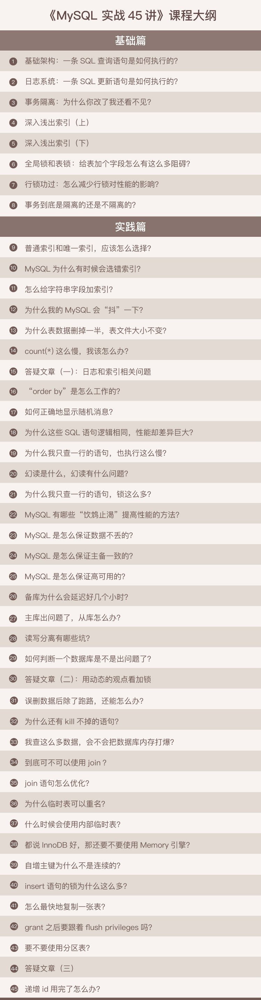 《MySQL 实战 45 讲》课程大纲
基础篇
1 基础架构：一条 SQL 查询语句是如何执行的?
2 日志系统：一条 SQL 更新语句是如何执行的?
3 事务隔离：为什么你改了我还看不见?
4 深入浅出索引（上）
5 深入浅出索引（下）
6 全局锁和表锁：给表加个字段怎么有这么多阻碍?
7 行锁功过：怎么减少行锁对性能的影响?
8 事务到底是隔离的还是不隔离的?
实践篇
9 普通索引和唯一索引，应该怎么选择?
10 MySQL 为什么有时候会选错索引?
11 怎么给字符串字段加索引?
12 为什么我的 MySQL 会“抖”一下?
13 为什么表数据删掉一半，表文件大小不变?
14 count(*) 这么慢，我该怎么办?
15 答疑文章（一）：日志和索引相关问题
16 “order by”是怎么工作的?
17 如何正确地显示随机消息?
18 为什么这些 SQL 语句逻辑相同，性能却差异巨大?
19 为什么我只查一行的语句，也执行这么慢?
20 幻读是什么，幻读有什么问题?
21 为什么我只查一行的语句，锁这么多?
22 MySQL 有哪些“饮鸩止渴”提高性能的方法?
23 MySQL 是怎么保证数据不丢的?
24 MySQL 是怎么保证主备一致的?
25 MySQL 是怎么保证高可用的?
26 备库为什么会延迟好几个小时?
27 主库出问题了，从库怎么办?
28 读写分离有哪些坑?
29 如何判断一个数据库是不是出问题了?
30 答疑文章（二）：用动态的观点看加锁
31 误删数据后除了跑路，还能怎么办?
32 为什么还有 kill 不掉的语句?
33 我查这么多数据，会不会把数据库内存打爆?
34 到底可不可以使用 join ?
35 join 语句怎么优化?
36 为什么临时表可以重名?
37 什么时候会使用内部临时表?
38 都说 InnoDB 好，那还要不要使用 Memory 引擎?
39 自增主键为什么不是连续的?
40 insert 语句的锁为什么这么多?
41 怎么最快地复制一张表?
42 grant 之后要跟着 flush privileges 吗?
43 要不要使用分区表?
44 答疑文章（三）
45 递增 id 用完了怎么办?